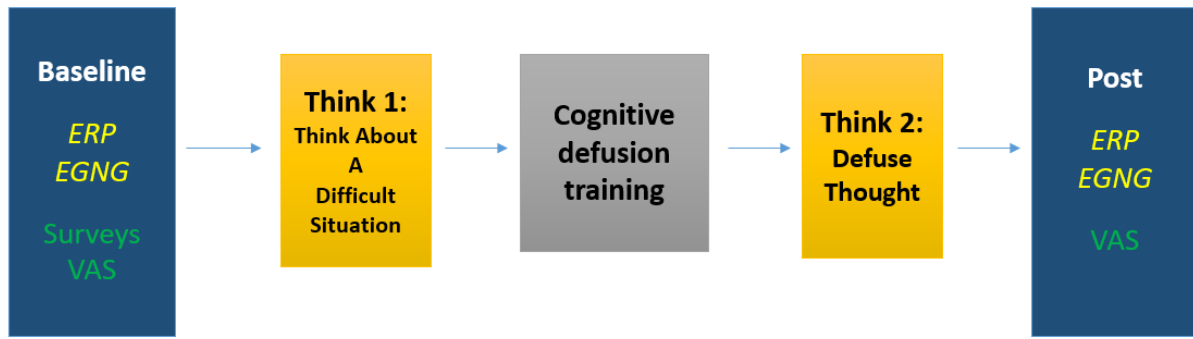 Baseline
ERP
EGNG
Surveys
VAS
Think 1:
Think About
A
Difficult
Situation
Cognitive
defusion
training
Think 2:
Defuse
Thought
Post
ERP
EGNG
VAS